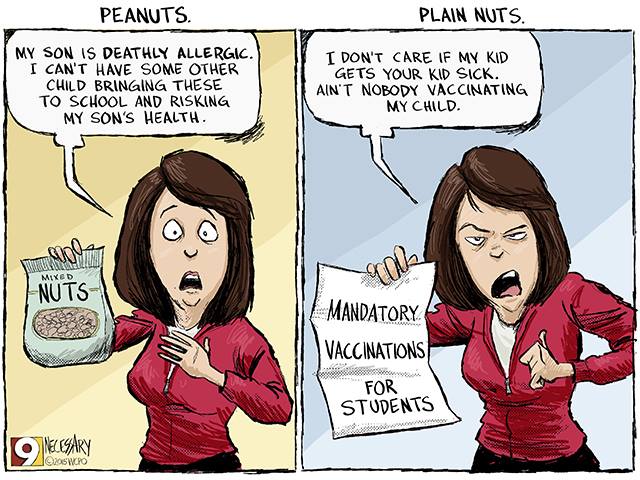 PEANUTS.
MY SON IS DEATHLY ALLERGIC.
I CAN'T HAVE SOME OTHER
CHILD BRINGING THESE
TO SCHOOL AND RISKING
MY SON'S HEALTH.
MIXED
NUTS
9
NECESSARY
©2015 WCPO
PLAIN NUTS.
I DON'T CARE IF MY KID
GETS YOUR KID SICK.
AIN'T NOBODY VACCINATING
MY CHILD.
MANDATORY
VACCINATIONS
FOR
STUDENTS